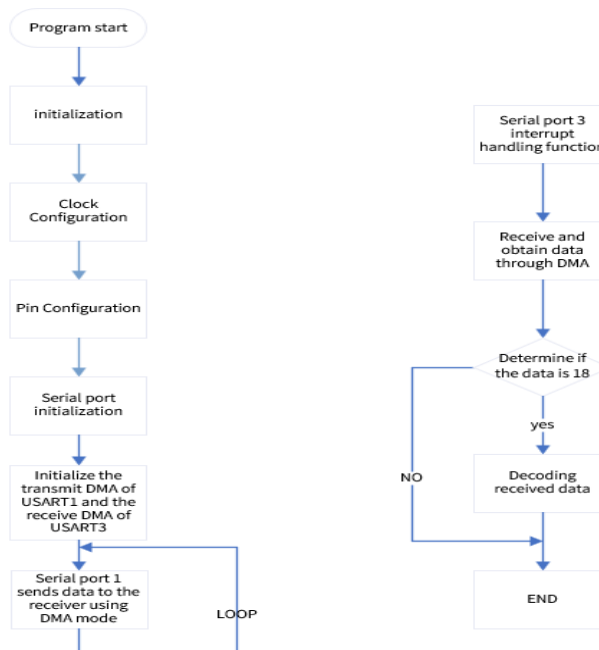 Program start
initialization
Clock
Configuration
Pin Configuration
Serial port
initialization
Initialize the
transmit DMA of
USART1 and the
receive DMA of
USART3
Serial port 1
sends data to the
receiver using
DMA mode
LOOP
Serial port 3
interrupt
handling function
Receive and
obtain data
through DMA
Determine if
the data is 18
yes
NO
Decoding
received data
END